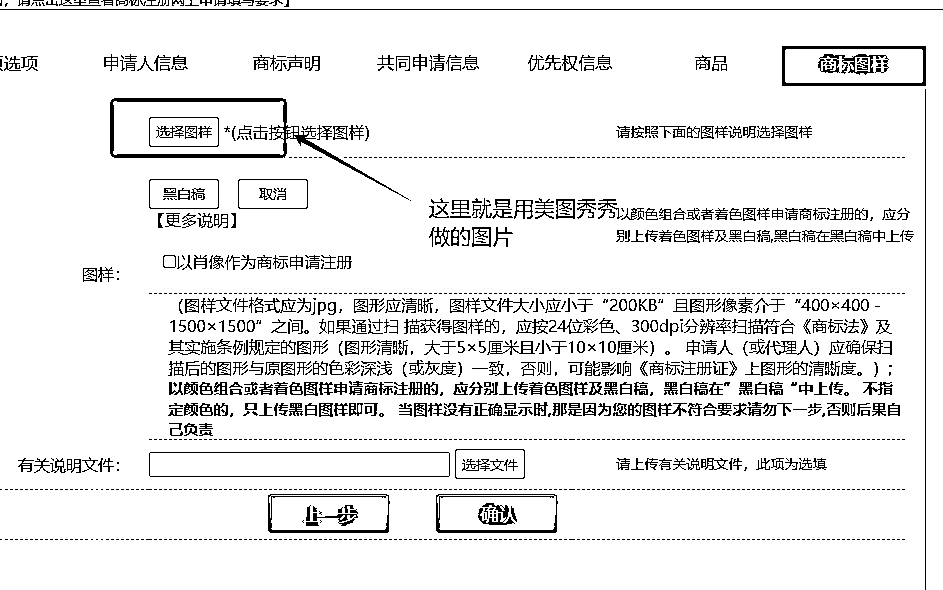 请点击这里查看商标注册网上申请填写要求】
选项
申请人信息
商标声明
共同申请信息
优先权信息
商品
商标图样
选择图样 *(点击按钮选择图样)
请按照下面的图样说明选择图样
黑白稿 取消
【更多说明】
这里就是用美图秀秀
做的图片
以颜色组合或者着色图样申请商标注册的，应分
别上传着色图样及黑白稿,黑白稿在黑白稿中上传
图样：
以肖像作为商标申请注册
（图样文件格式应为jpg，图形应清晰，图样文件大小应小于“200KB”且图形像素介于“400×400 -
1500×1500”之间。如果通过扫 描获得图样的，应按24位彩色、300dpi分辨率扫描符合《商标法》及
其实施条例规定的图形（图形清晰，大于5×5厘米且小于10×10厘米）。 申请人（或代理人）应确保扫
描后的图形与原图形的色彩深浅（或灰度）一致，否则，可能影响《商标注册证》上图形的清晰度。）；
以颜色组合或者着色图样申请商标注册的，应分别上传着色图样及黑白稿，黑白稿在”黑白稿“中上传。 不指
定颜色的，只上传黑白图样即可。 当图样没有正确显示时,那是因为您的图样不符合要求请勿下一步,否则后果自
己负责
有关说明文件：
选择文件
请上传有关说明文件，此项为选填
上一步 确认